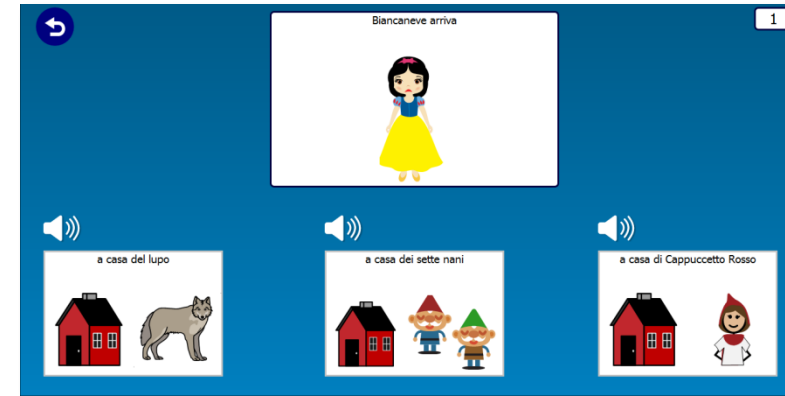 Biancaneve arriva
1
a casa del lupo
a casa dei sette nani
a casa di Cappuccetto Rosso